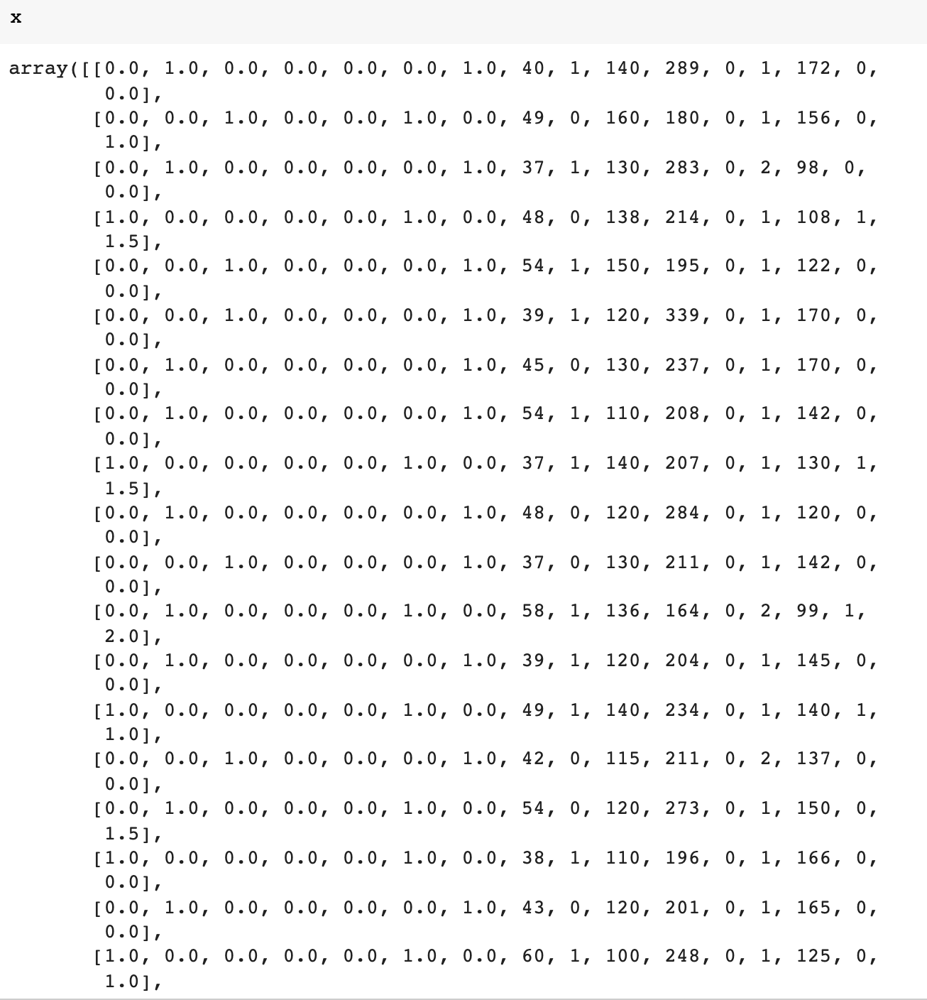 x
array([[0.0, 1.0, 0.0, 0.0, 0.0, 0.0, 1.0, 40, 1, 140, 289, 0, 1, 172, 0,
0.0],
[0.0, 0.0, 1.0, 0.0, 0.0, 1.0, 0.0, 49, 0, 160, 180, 0, 1, 156, 0,
1.0],
[0.0, 1.0, 0.0, 0.0, 0.0, 0.0, 1.0, 37, 1, 130, 283, 0, 2, 98, 0,
0.0],
[1.0, 0.0, 0.0, 0.0, 0.0, 1.0, 0.0, 48, 0, 138, 214, 0, 1, 108, 1,
1.5],
[0.0, 0.0, 1.0, 0.0, 0.0, 0.0, 1.0, 54, 1, 150, 195, 0, 1, 122, 0,
0.0],
[0.0, 0.0, 1.0, 0.0, 0.0, 0.0, 1.0, 39, 1, 120, 339, 0, 1, 170, 0,
0.0],
[0.0, 1.0, 0.0, 0.0, 0.0, 0.0, 1.0, 45, 0, 130, 237, 0, 1, 170, 0,
0.0],
[0.0, 1.0, 0.0, 0.0, 0.0, 0.0, 1.0, 54, 1, 110, 208, 0, 1, 142, 0,
0.0],
[1.0, 0.0, 0.0, 0.0, 0.0, 1.0, 0.0, 37, 1, 140, 207, 0, 1, 130, 1,
1.5],
[0.0, 1.0, 0.0, 0.0, 0.0, 0.0, 1.0, 48, 0, 120, 284, 0, 1, 120, 0,
0.0],
[0.0, 0.0, 1.0, 0.0, 0.0, 0.0, 1.0, 37, 0, 130, 211, 0, 1, 142, 0,
0.0],
[0.0, 1.0, 0.0, 0.0, 0.0, 1.0, 0.0, 58, 1, 136, 164, 0, 2, 99, 1,
2.0],
[0.0, 1.0, 0.0, 0.0, 0.0, 0.0, 1.0, 39, 1, 120, 204, 0, 1, 145, 0,
0.0],
[1.0, 0.0, 0.0, 0.0, 0.0, 1.0, 0.0, 49, 1, 140, 234, 0, 1, 140, 1,
1.0],
[0.0, 0.0, 1.0, 0.0, 0.0, 0.0, 1.0, 42, 0, 115, 211, 0, 2, 137, 0,
0.0],
[0.0, 1.0, 0.0, 0.0, 0.0, 1.0, 0.0, 54, 0, 120, 273, 0, 1, 150, 0,
1.5],
[1.0, 0.0, 0.0, 0.0, 0.0, 1.0, 0.0, 38, 1, 110, 196, 0, 1, 166, 0,
0.0],
[0.0, 1.0, 0.0, 0.0, 0.0, 0.0, 1.0, 43, 0, 120, 201, 0, 1, 165, 0,
0.0],
[1.0, 0.0, 0.0, 0.0, 0.0, 1.0, 0.0, 60, 1, 100, 248, 0, 1, 125, 0,
1.0],